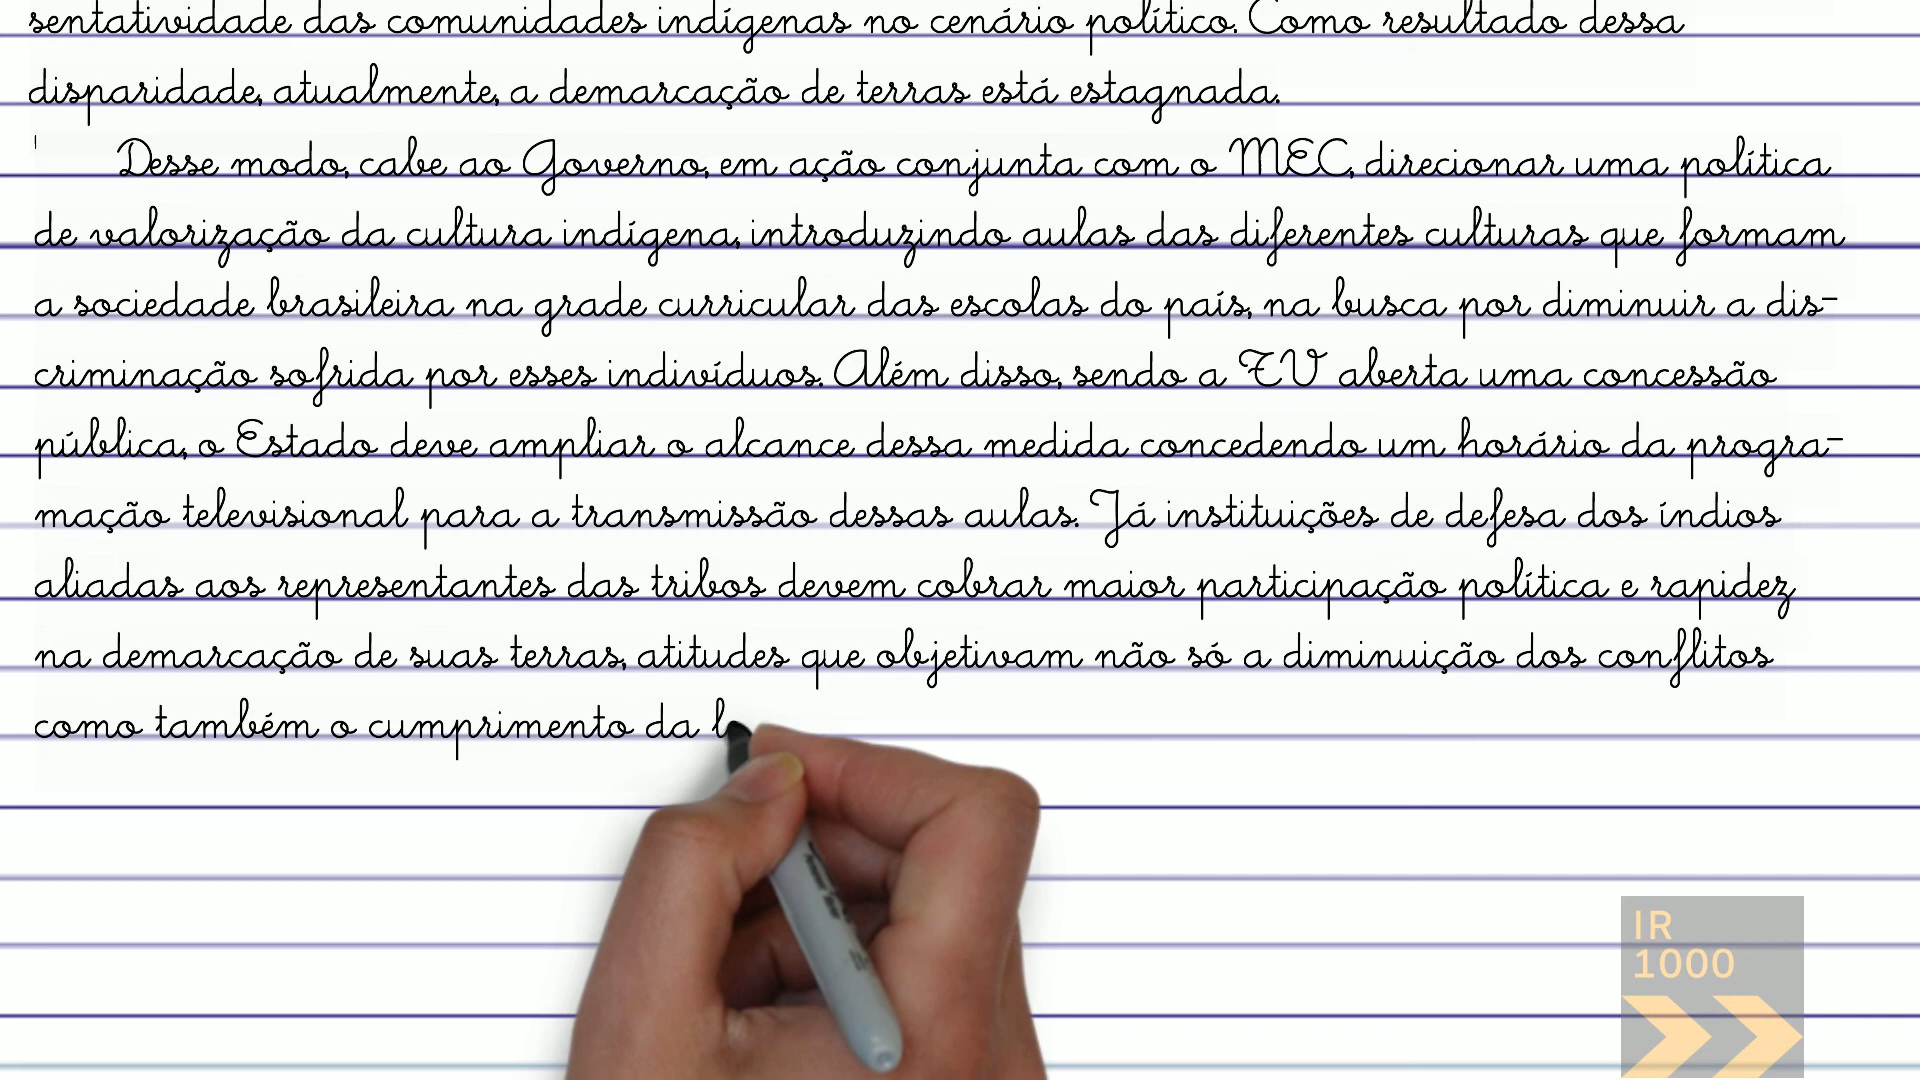 sentatividade das comunidades indígenas no cenário político. Como resultado dessa
disparidade, atualmente, a demarcação de terras está estagnada.
Desse modo, cabe ao Governo, em ação conjunta com o MEC, direcionar uma política
de valorização da cultura indígena, introduzindo aulas das diferentes culturas que formam
a sociedade brasileira na grade curricular das escolas do país, na busca por diminuir a dis-
criminação sofrida por esses indivíduos. Além disso, sendo a TV aberta uma concessão
pública, o Estado deve ampliar o alcance dessa medida concedendo um horário da progra-
mação televisional para a transmissão dessas aulas. Já instituições de defesa dos índios
aliadas aos representantes das tribos devem cobrar maior participação política e rapidez
na demarcação de suas terras, atitudes que objetivam não só a diminuição dos conflitos
como também o cumprimento da
IR
1000